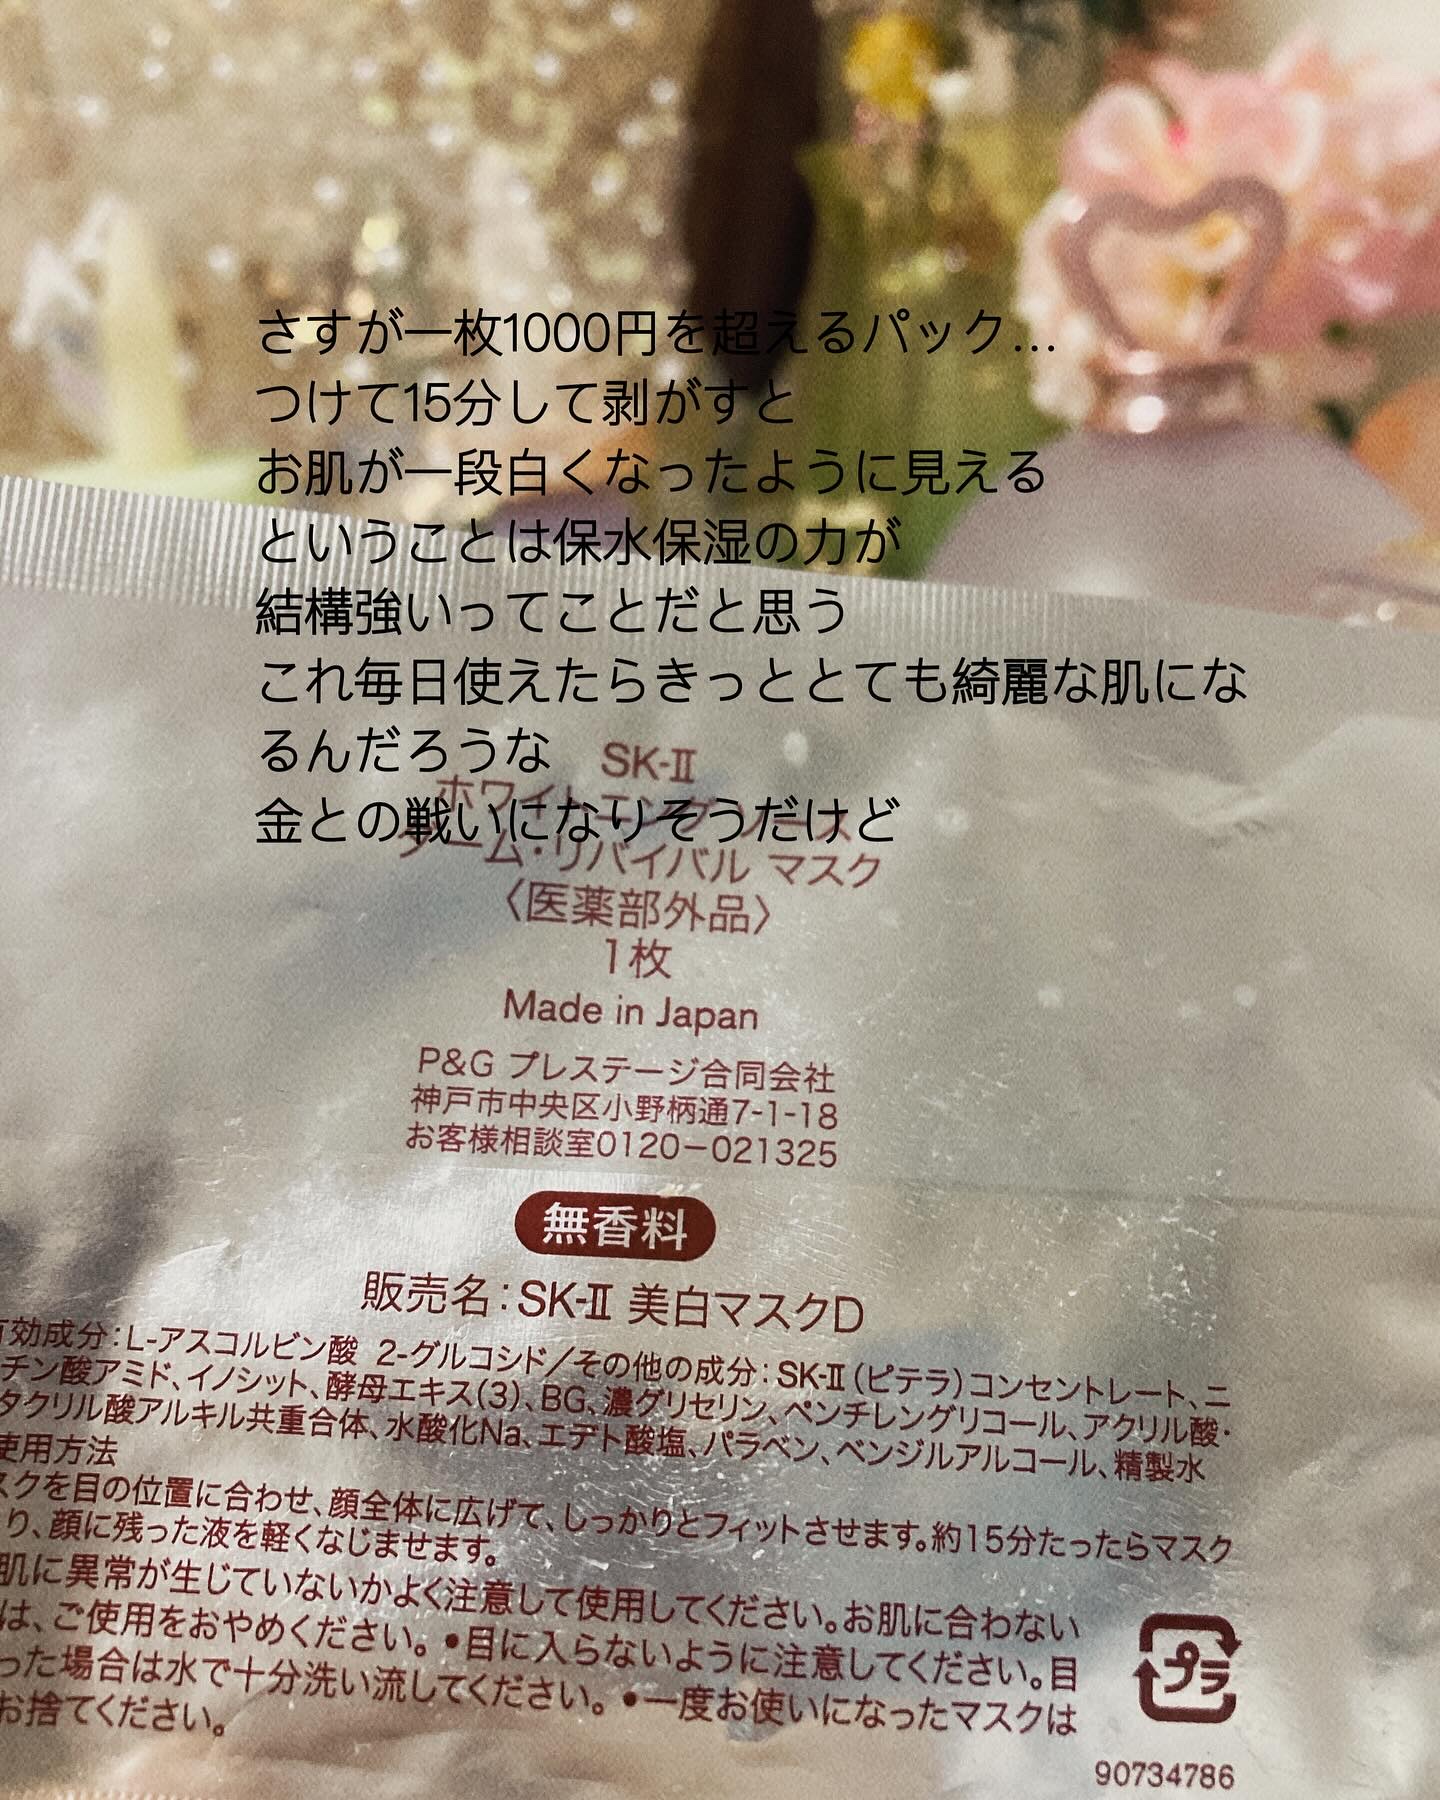 さすが一枚1000円を超えるパック…
つけて15分して剥がすと
お肌が一段白くなったように見える
ということは保水保湿の力が
結構強いってことだと思う
これ毎日使えたらきっととても綺麗な肌にな
るんだろうな
金との戦いになりそうだけど
SK-Ⅱ
ホワイトニング ソース
ダーム・リバイバル マスク
〈医薬部外品〉
1枚
Made in Japan
P&G プレステージ合同会社
神戸市中央区小野柄通7-1-18
お客様相談室0120−021325
無香料
販売名：SK-Ⅱ 美白マスクD
有効成分：L-アスコルビン酸 2-グルコシド／その他の成分：SK-Ⅱ（ピテラ）コンセントレート、ニ
チン酸アミド、イノシット、酵母エキス（3）、BG、濃グリセリン、ペンチレングリコール、アクリル酸・
タクリル酸アルキル共重合体、水酸化Na、エデト酸塩、パラベン、ベンジルアルコール、精製水
使用方法
スクを目の位置に合わせ、顔全体に広げて、しっかりとフィットさせます。約15分たったらマスク
り、顔に残った液を軽くなじませます。
肌に異常が生じていないかよく注意して使用してください。お肌に合わない
は、ご使用をおやめください。•目に入らないように注意してください。目
った場合は水で十分洗い流してください。•一度お使いになったマスクは
お捨てください。
プラ
90734786